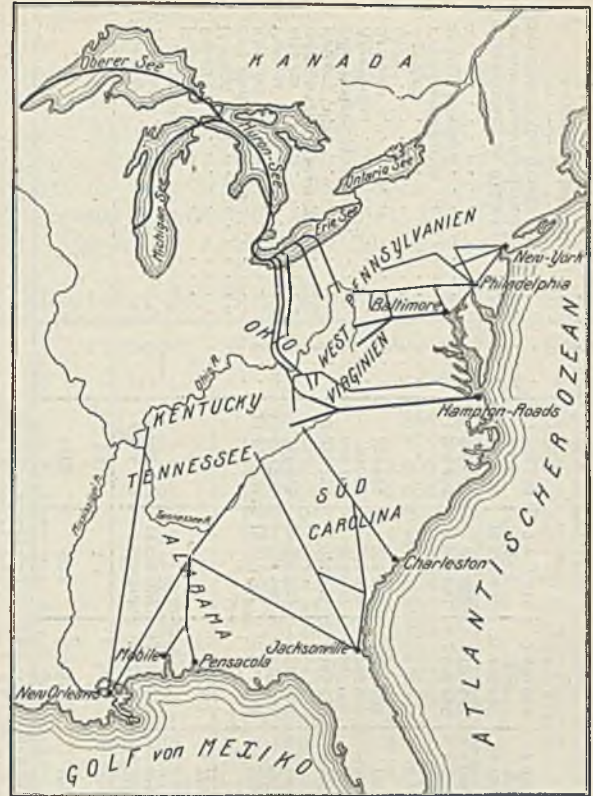 KANADA
Oberer See
Huron-See
Michigan See
Ontario See
Erie See
PENNSYLVANIEN
New-York
Philadelphia
Baltimore
OHIO
WEST
VIRGINIEN
Ohio R.
Hampton-Roads
KENTUCKY
TENNESSEE
SÜD
CAROLINA
Mississippi R.
Tennessee R.
ALABAMA
Charleston
ATLANTISCHER OZEAN
Jacksonville
Mobile
Pensacola
New Orleans
GOLF von MEXIKO